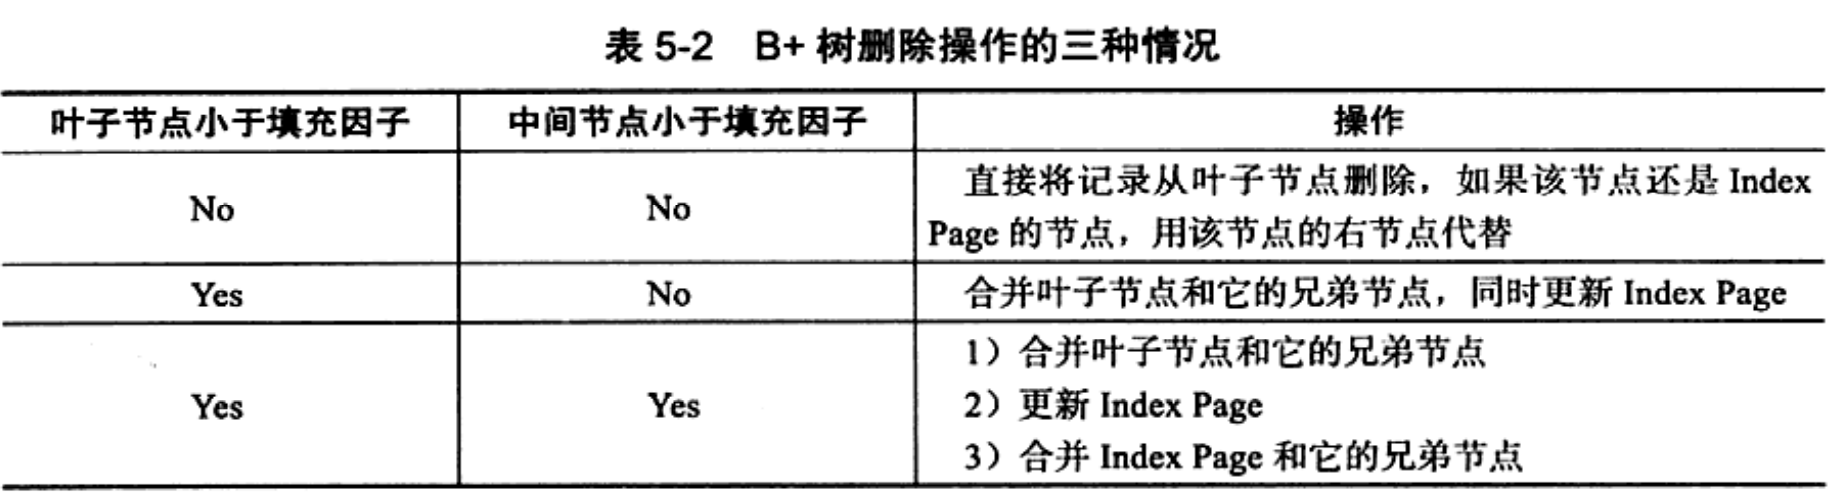 表 5-2 B+ 树删除操作的三种情况
叶子节点小于填充因子 中间节点小于填充因子 操作
No No 直接将记录从叶子节点删除，如果该节点还是 Index
Page 的节点，用该节点的右节点代替
Yes No 合并叶子节点和它的兄弟节点，同时更新 Index Page
1）合并叶子节点和它的兄弟节点
Yes Yes 2）更新 Index Page
3）合并 Index Page 和它的兄弟节点